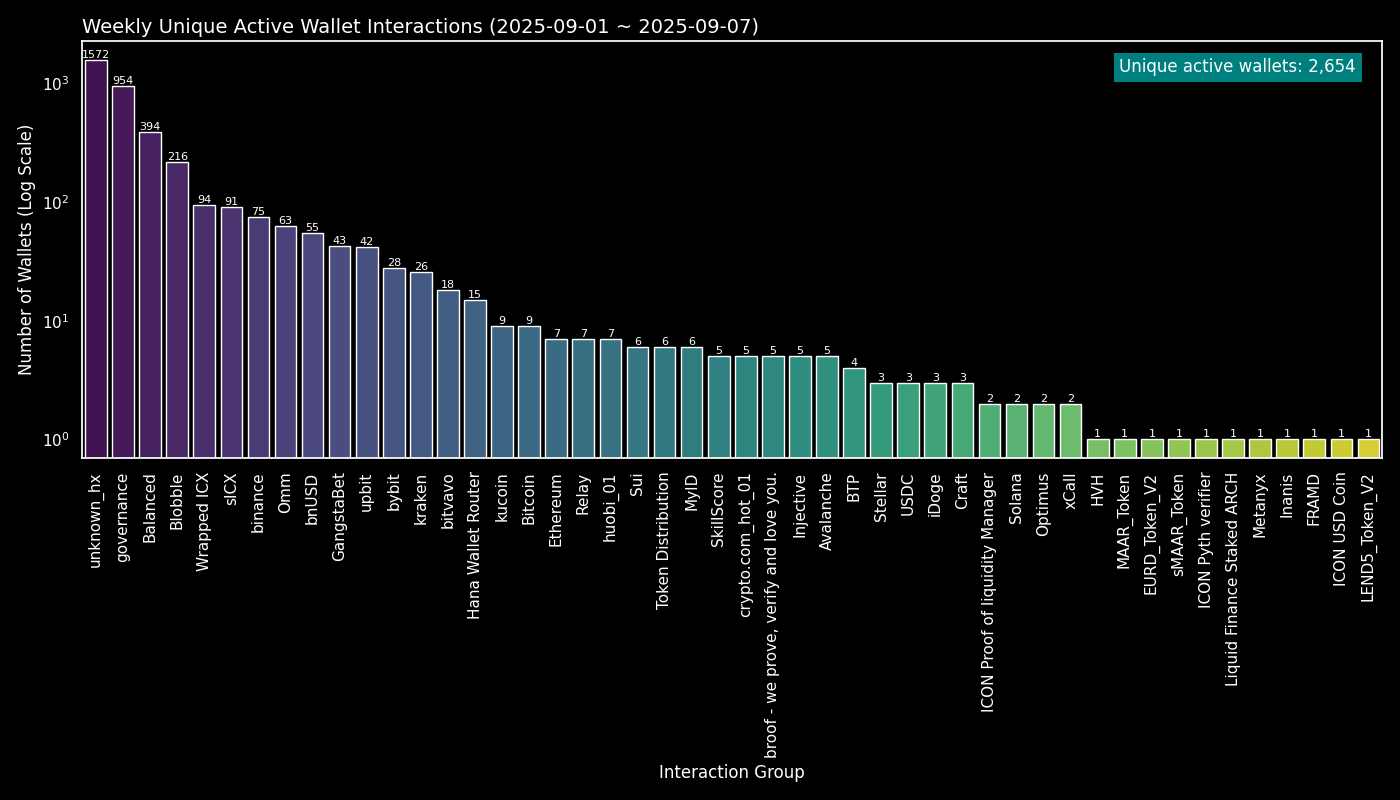 Weekly Unique Active Wallet Interactions (2025-09-01 ~ 2025-09-07)
Unique active wallets: 2,654
Number of Wallets (Log Scale)
10³
10²
10¹
10⁰
1572
954
394
216
94
91
75
63
55
43
42
28
26
18
15
9
9
7
7
7
6
6
6
5
5
5
5
5
4
3
3
3
3
2
2
2
2
1
1
1
1
1
1
1
1
1
1
1
unknown_hx
governance
Balanced
Blobble
Wrapped ICX
sICX
binance
Omm
bnUSD
GangstaBet
upbit
bybit
kraken
bitvavo
Hana Wallet Router
kucoin
Bitcoin
Ethereum
Relay
huobi_01
Sui
Token Distribution
MyID
SkillScore
crypto.com_hot_01
broof - we prove, verify and love you.
Injective
Avalanche
BTP
Stellar
USDC
iDoge
Craft
ICON Proof of liquidity Manager
Solana
Optimus
xCall
HVH
MAAR_Token
EURD_Token_V2
sMAAR_Token
ICON Pyth verifier
Liquid Finance Staked ARCH
Metanyx
Inanis
FRAMD
ICON USD Coin
LEND5_Token_V2
Interaction Group